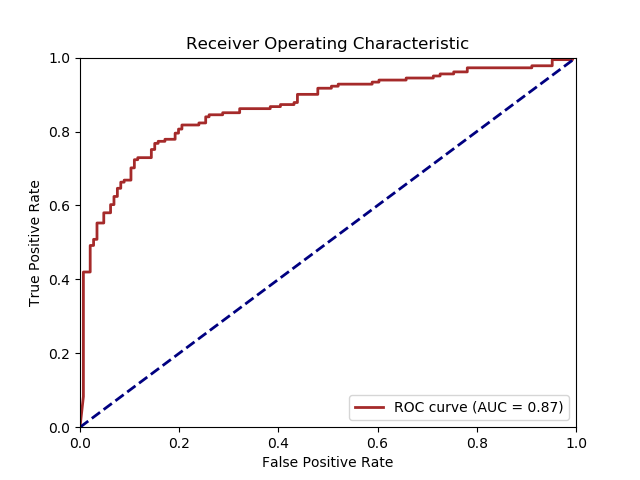 Receiver Operating Characteristic
1.0
0.8
0.6
0.4
0.2
0.0
True Positive Rate
ROC curve (AUC = 0.87)
0.0 0.2 0.4 0.6 0.8 1.0
False Positive Rate